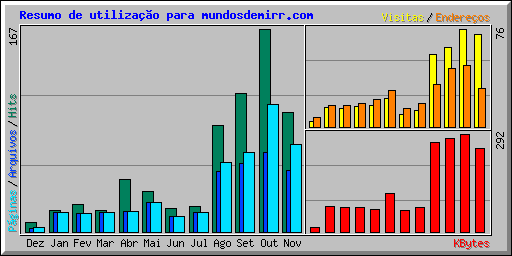 Resumo de utilização para mundosdemirr.com
Visitas / Endereços
167
76
Páginas / Arquivos / Hits
292
Dez Jan Fev Mar Abr Mai Jun Jul Ago Set Out Nov
KBytes